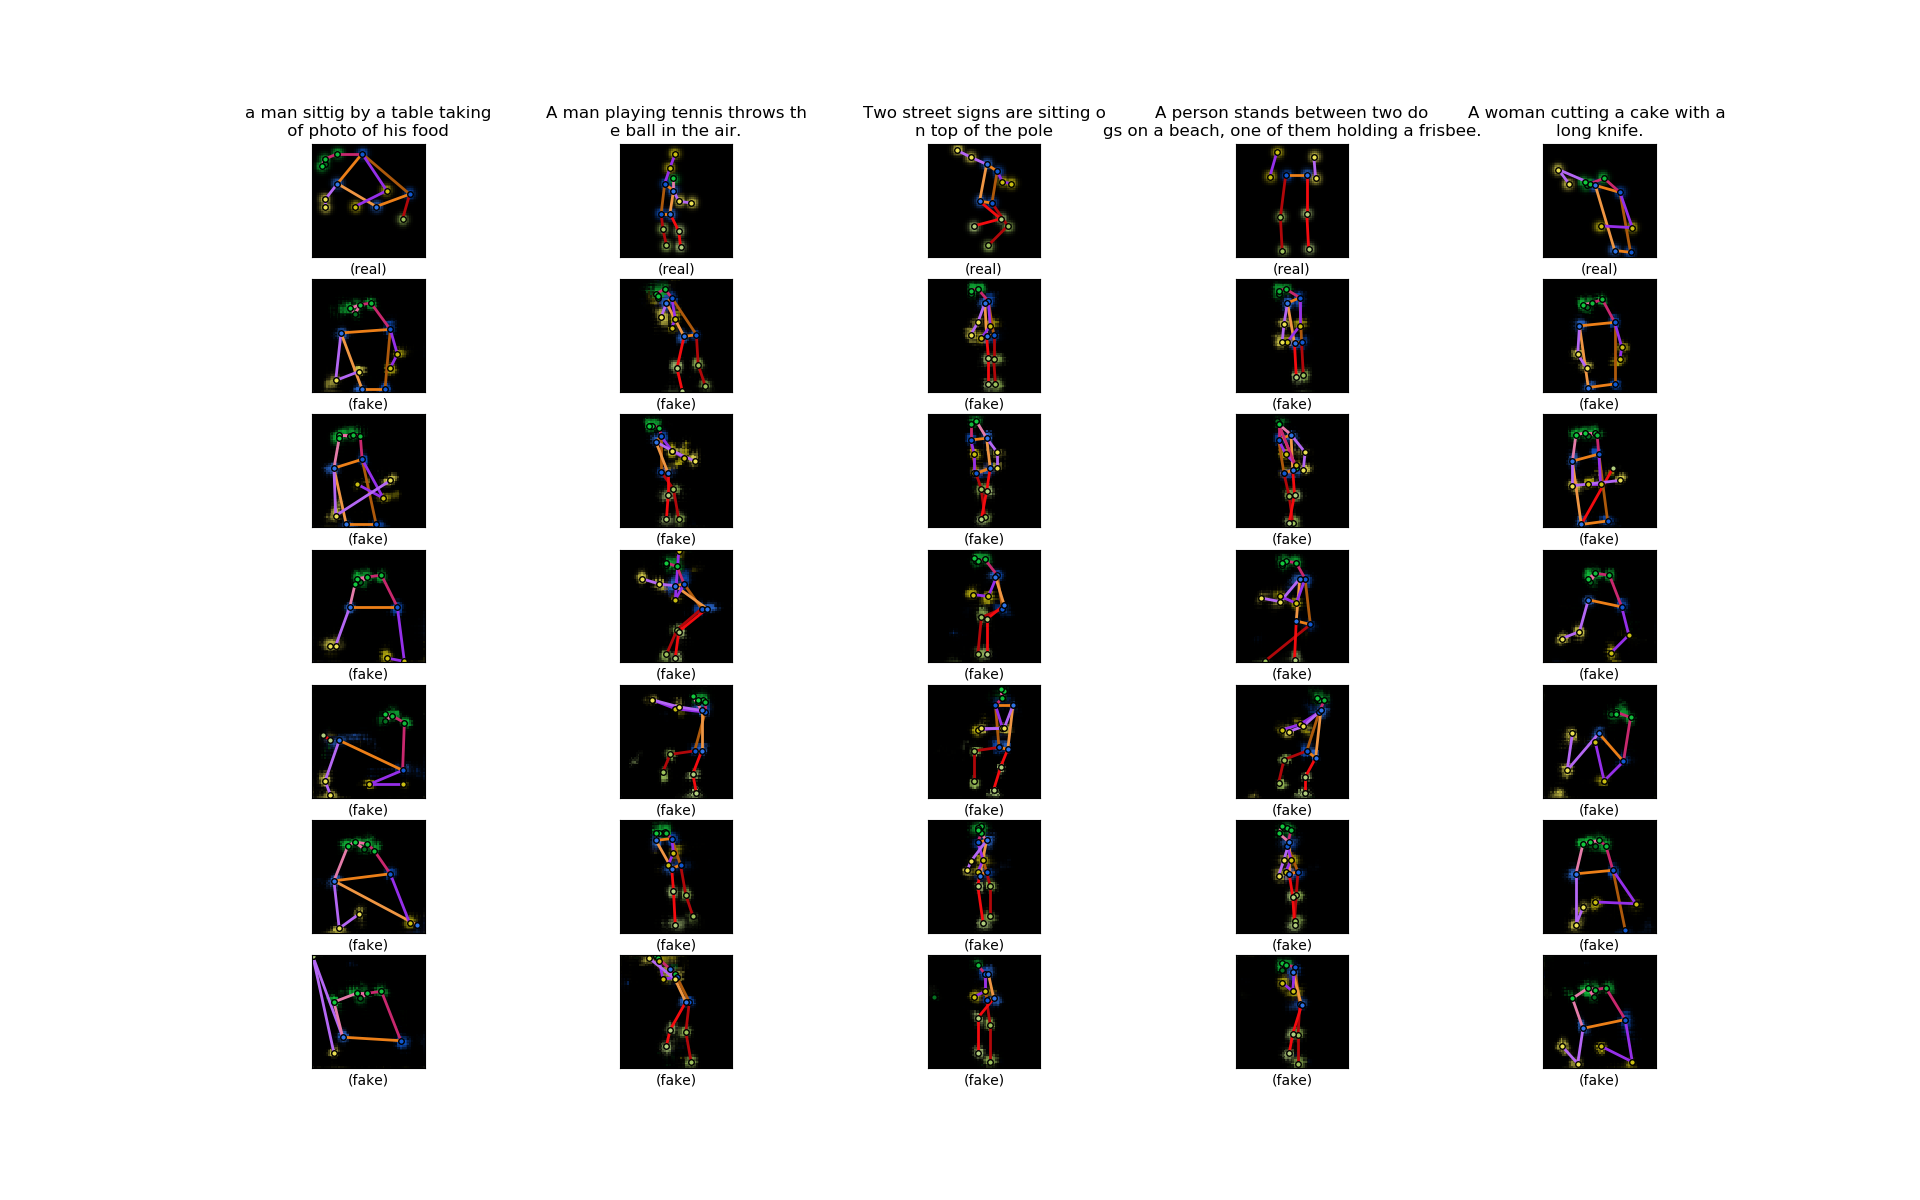 a man sittig by a table taking
of photo of his food
A man playing tennis throws th
e ball in the air.
Two street signs are sitting o
n top of the pole
A person stands between two do
gs on a beach, one of them holding a frisbee.
A woman cutting a cake with a
long knife.
(real) (real) (real) (real) (real)
(fake) (fake) (fake) (fake) (fake)
(fake) (fake) (fake) (fake) (fake)
(fake) (fake) (fake) (fake) (fake)
(fake) (fake) (fake) (fake) (fake)
(fake) (fake) (fake) (fake) (fake)
(fake) (fake) (fake) (fake) (fake)